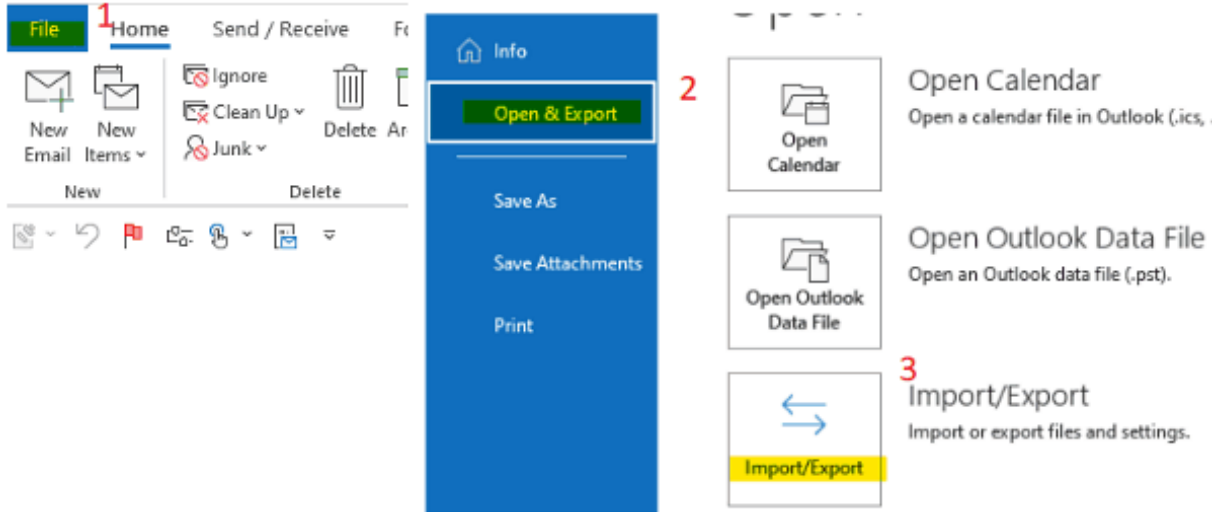 1
File Home Send / Receive
Ignore
Clean Up
Junk
New Email
New Items
Delete
New
Delete
Info
2
Open & Export
Save As
Save Attachments
Print
Open
Calendar
Open Calendar
Open a calendar file in Outlook (.ics,
Open Outlook
Data File
Open Outlook Data File
Open an Outlook data file (.pst).
3
Import/Export
Import/Export
Import or export files and settings.